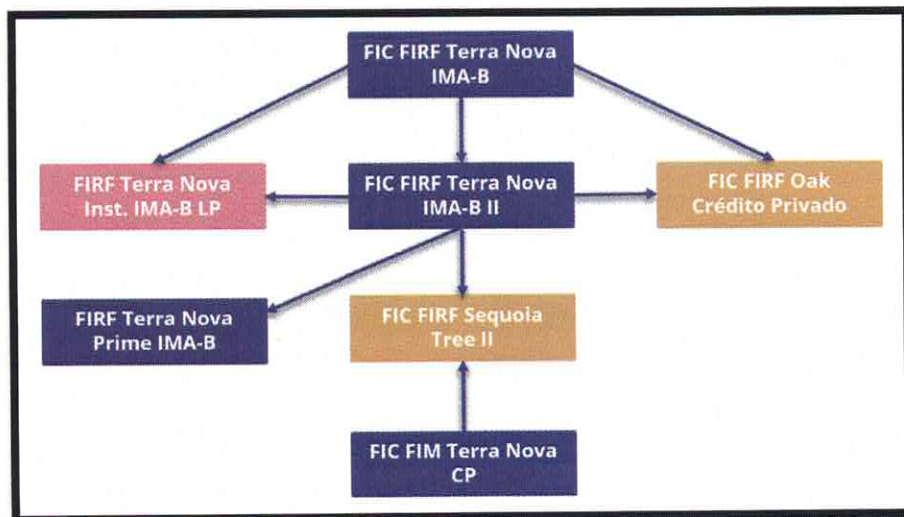 FIC FIRF Terra Nova
IMA-B
FIRF Terra Nova
Inst. IMA-B LP
FIC FIRF Terra Nova
IMA-B II
FIC FIRF Oak
Crédito Privado
FIRF Terra Nova
Prime IMA-B
FIC FIRF Sequoia
Tree II
FIC FIM Terra Nova
CP